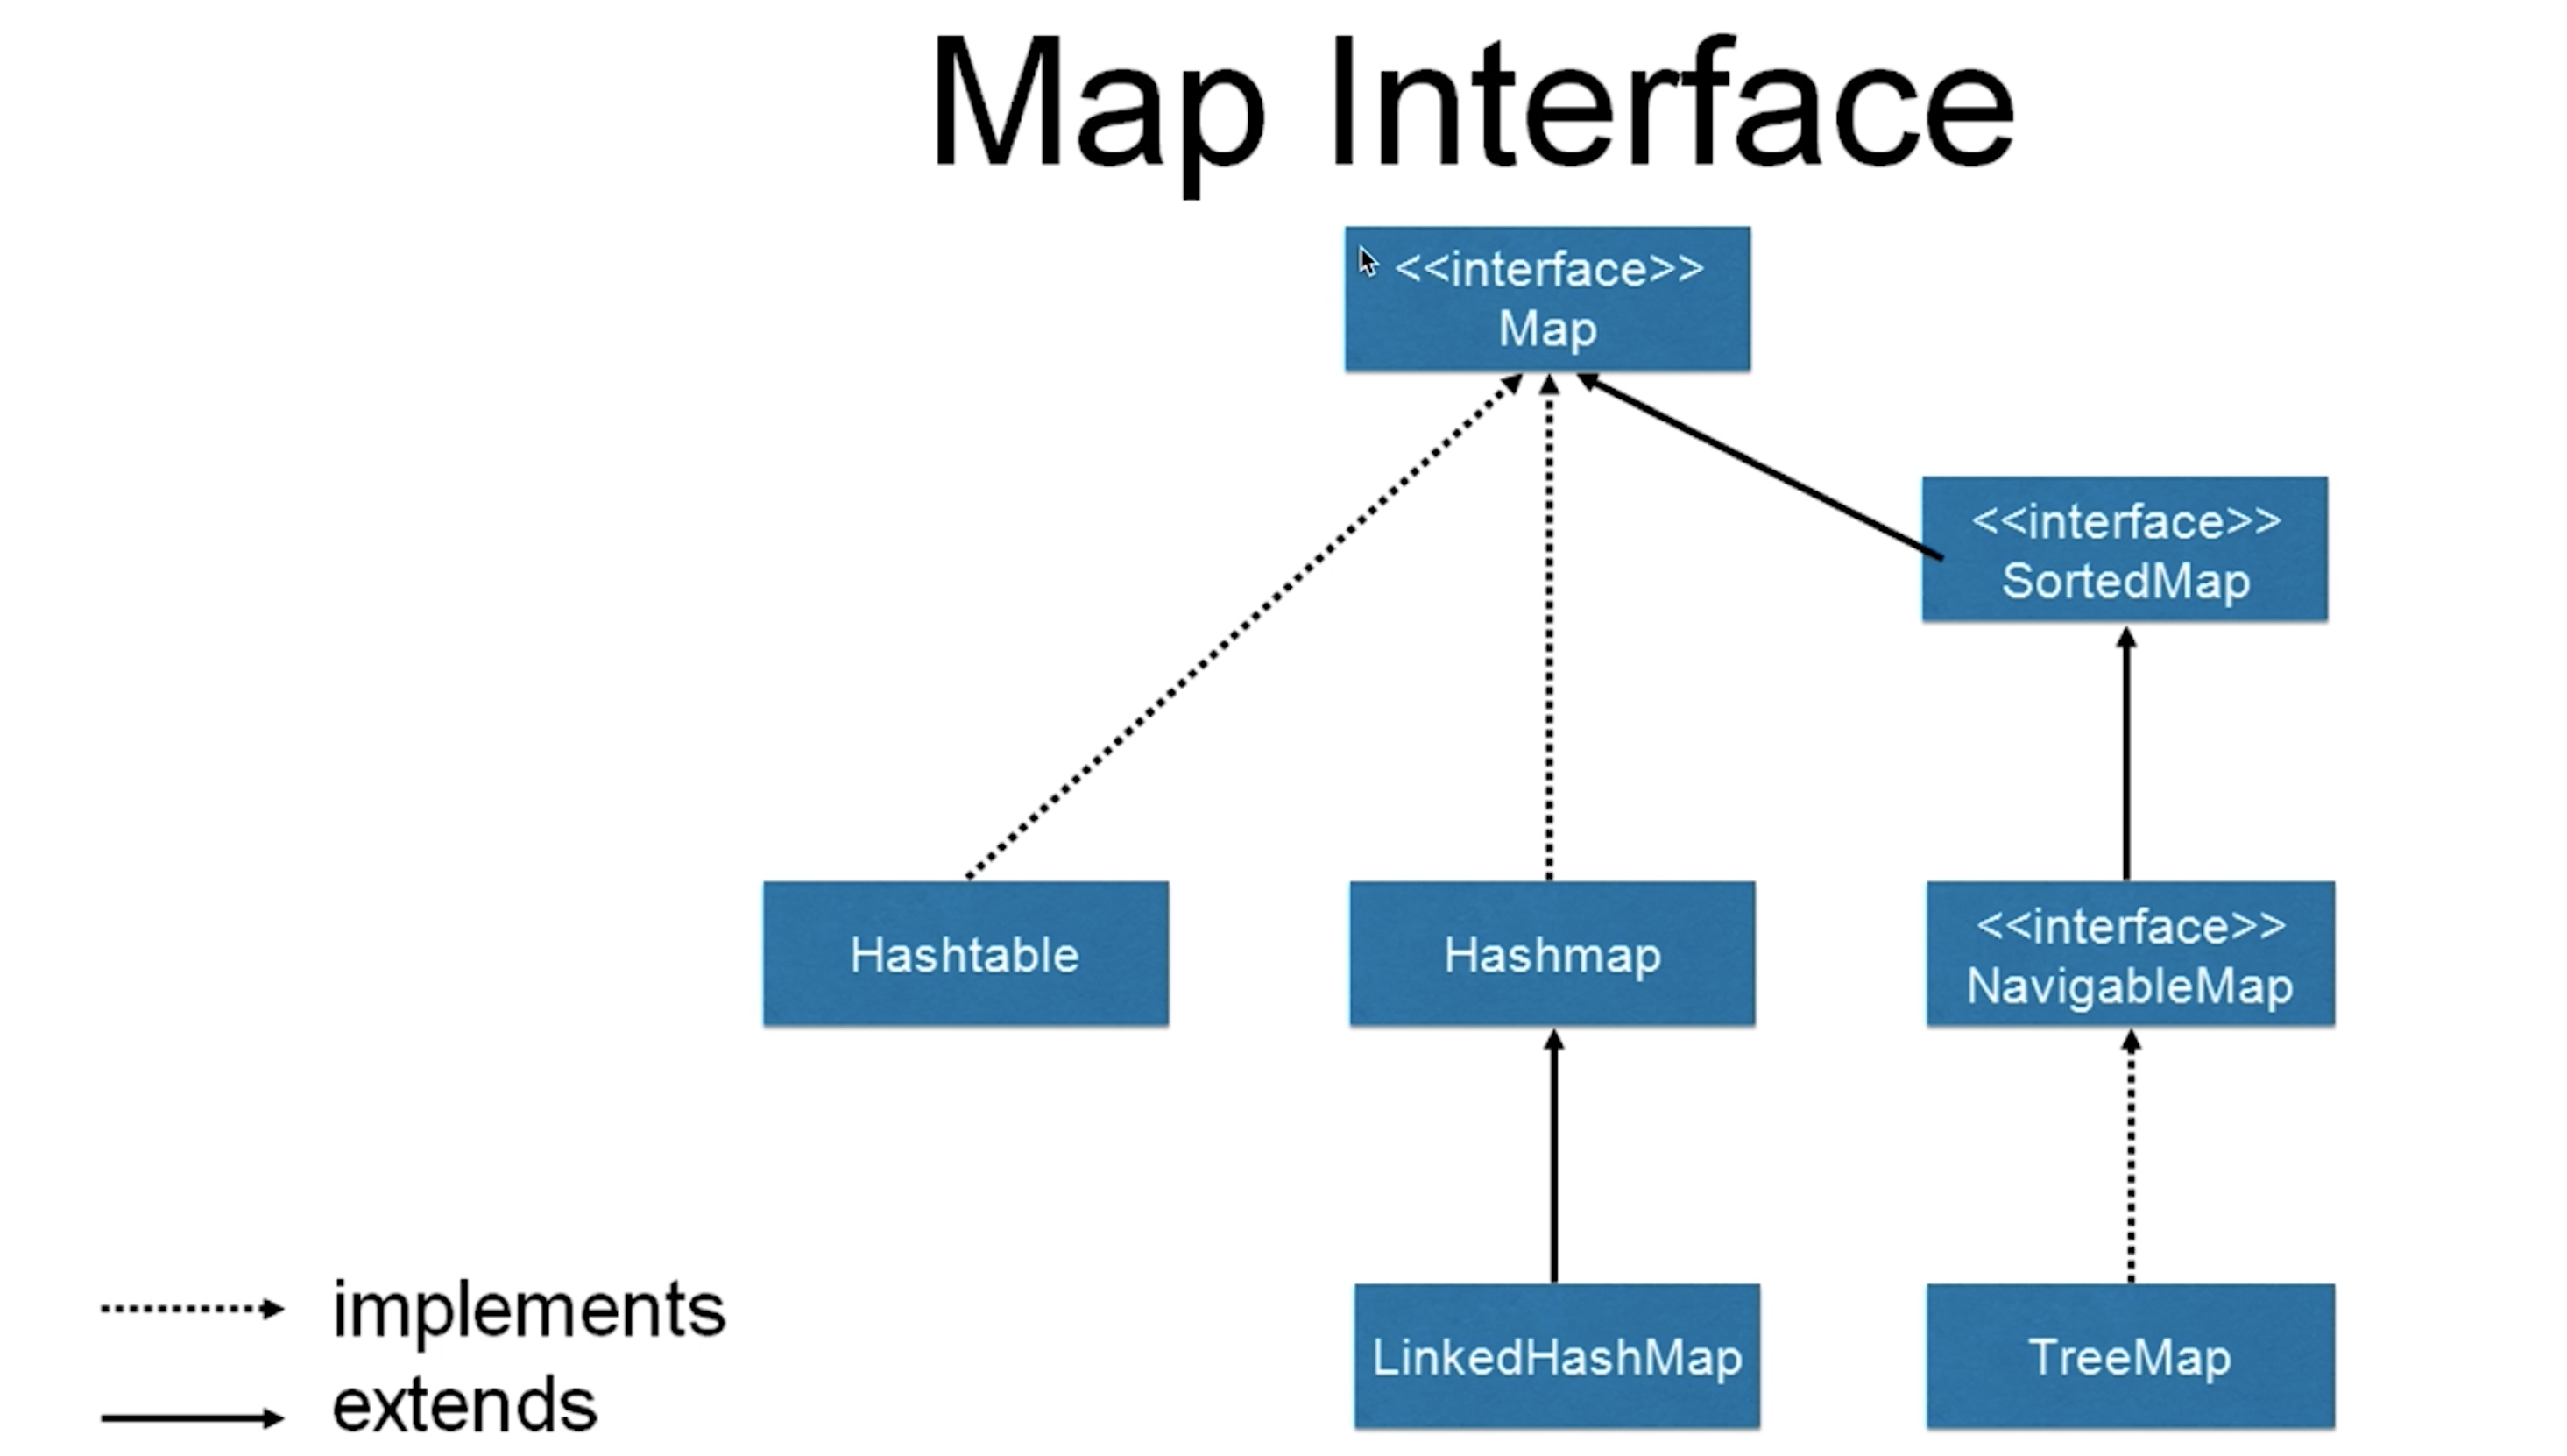 Map Interface
<<interface>>
Map
<<interface>>
SortedMap
Hashtable
Hashmap
<<interface>>
NavigableMap
LinkedHashMap
TreeMap
implements
extends